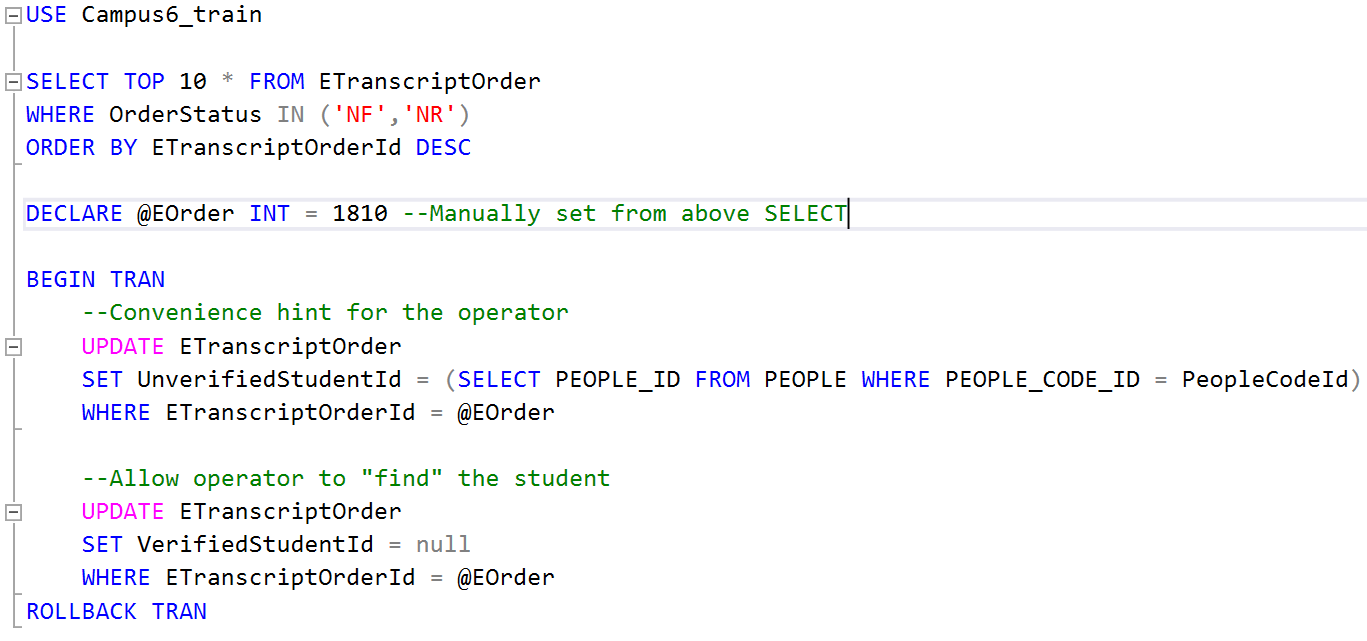 USE Campus6_train
SELECT TOP 10 * FROM ETranscriptOrder
WHERE OrderStatus IN ('NF','NR')
ORDER BY ETranscriptOrderId DESC
DECLARE @EOrder INT = 1810 --Manually set from above SELECT
BEGIN TRAN
--Convenience hint for the operator
UPDATE ETranscriptOrder
SET UnverifiedStudentId = (SELECT PEOPLE_ID FROM PEOPLE WHERE PEOPLE_CODE_ID = PeopleCodeId)
WHERE ETranscriptOrderId = @EOrder
--Allow operator to "find" the student
UPDATE ETranscriptOrder
SET VerifiedStudentId = null
WHERE ETranscriptOrderId = @EOrder
ROLLBACK TRAN